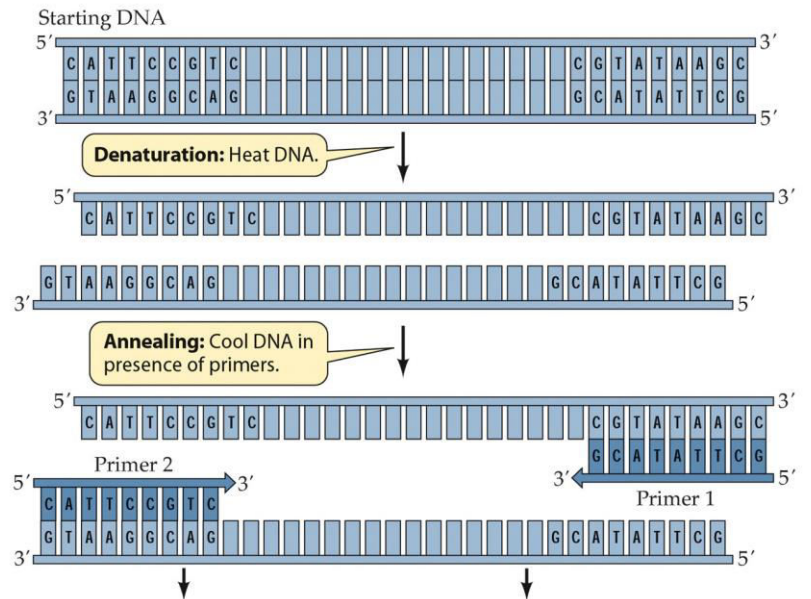 Starting DNA
5′ 3′
C A T T C C G T C C G T A T A A G C
G T A A G G C A G G C A T A T T C G
3′ 5′
Denaturation: Heat DNA.
5′ 3′
C A T T C C G T C C G T A T A A G C
G T A A G G C A G G C A T A T T C G
3′ 5′
Annealing: Cool DNA in
presence of primers.
5′ 3′
C A T T C C G T C C G T A T A A G C
G C A T A T T C G
Primer 2
5′ 3′ 3′ 5′
Primer 1
C A T T C C G T C
G T A A G G C A G G C A T A T T C G
3′ 5′